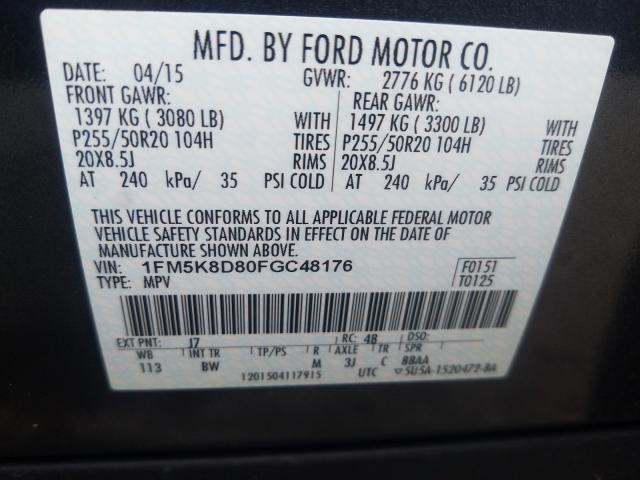 MFD. BY FORD MOTOR CO.
DATE: 04/15 GVWR: 2776 KG ( 6120 LB)
FRONT GAWR: REAR GAWR:
1397 KG ( 3080 LB) WITH 1497 KG ( 3300 LB) WITH
P255/50R20 104H TIRES P255/50R20 104H TIRES
20X8.5J RIMS 20X8.5J RIMS
AT 240 kPa/ 35 PSI COLD AT 240 kPa/ 35 PSI COLD
THIS VEHICLE CONFORMS TO ALL APPLICABLE FEDERAL MOTOR
VEHICLE SAFETY STANDARDS IN EFFECT ON THE DATE OF
MANUFACTURE SHOWN ABOVE.
VIN: 1FM5K8D80FGC48176 F0151
TYPE: MPV T0125
EXT PNT: J7 RC: 48 DSO:
WB INT TR TP/PS R AXLE TR SPR
113 BW M 3J C 88AA
1201504117915 UTC ▽5U5A-1520472-BA